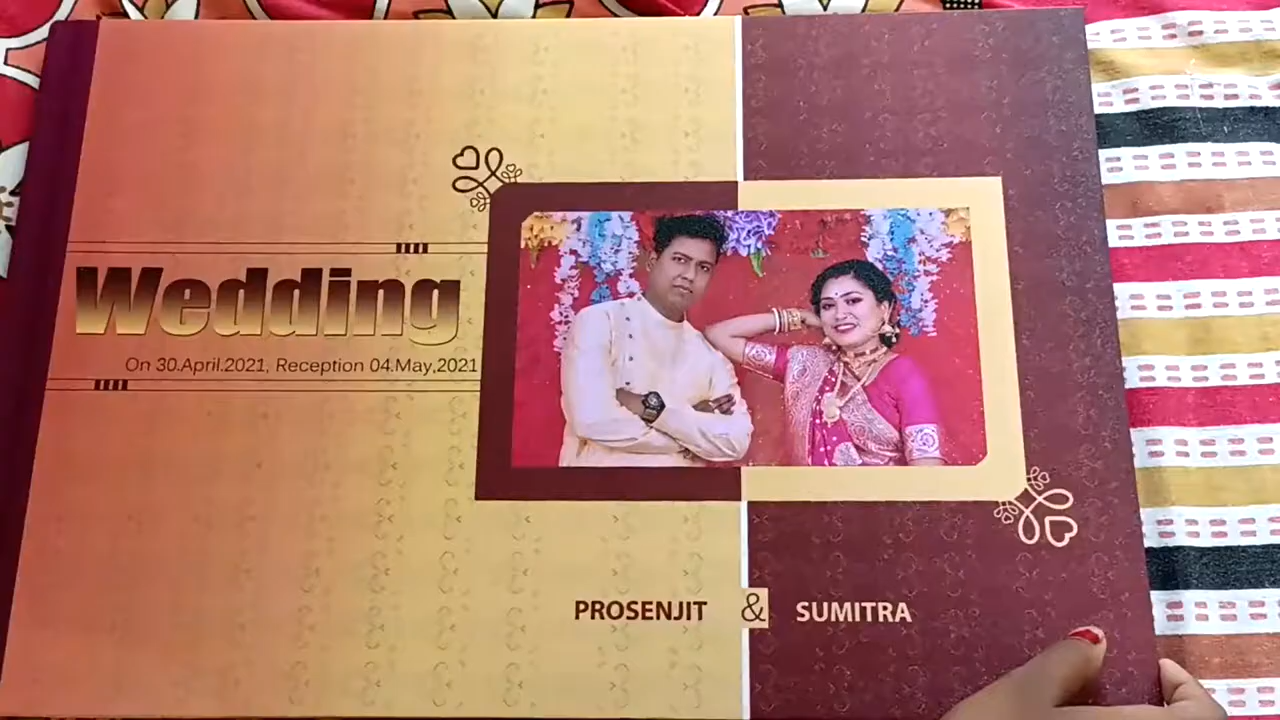 Wedding
On 30.April.2021, Reception 04.May,2021
PROSENJIT & SUMITRA